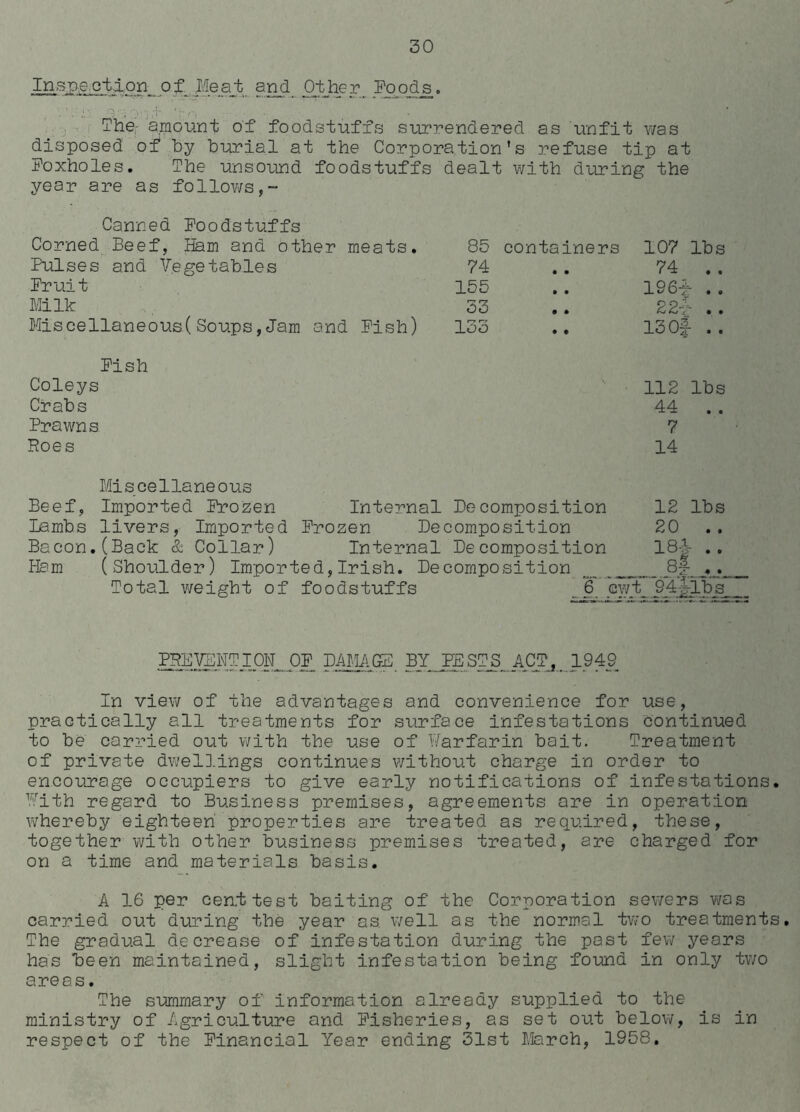 30
Inspection of Meat and Other Foods.
The amount of foodstuffs surrendered as unfit was
disposed of by burial at the Corporation's refuse tip at
Foxholes. The unsound foodstuffs dealt with during the
year are as follows,-
Canned Foodstuffs
Corned Beef, Ham and other meats. 85 containers 107 lbs
Pulses and Vegetables 74 .. 74 ..
Fruit 155 .. 196¼ ..
Milk 33 .. 22¼ ..
Miscellaneous(Soups,Jam and Fish) 133 .. 130¾ ..
Fish
Coleys 112 lbs
Crabs 44 ..
Prawns 7
Roes 14
Miscellaneous
Beef, Imported Frozen Internal Decomposition 12 lbs
Lambs livers, Imported Frozen Decomposition 20 ..
Bacon.(Back & Collar) Internal Decomposition 18½ ..
Ham (Shoulder) Imported,Irish. Decomposition 8¾ ..
Total weight of foodstuffs 6 cwt 94½lbs
PREVENTION OF DAMAGE BY PESTS ACT, 1949
In view of the advantages and convenience for use,
practically all treatments for surface infestations continued
to be carried out with the use of Warfarin bait. Treatment
of private dwellings continues without charge in order to
encourage occupiers to give early notifications of infestations.
With regard to Business premises, agreements are in operation
whereby eighteen properties are treated as required, these,
together with other business premises treated, are charged for
on a time and materials basis.
A 16 per cent test baiting of the Corporation sewers was
carried out during the year as well as the normal two treatments.
The gradual decrease of infestation during the past few years
has been maintained, slight infestation being found in only two
areas.
The summary of information already supplied to the
ministry of Agriculture and Fisheries, as set out below, is in
respect of the Financial Year ending 31st March, 1958.